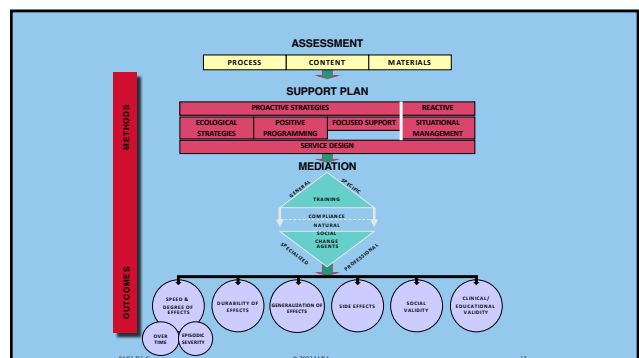 ASSESSMENT
PROCESS CONTENT MATERIALS
SUPPORT PLAN
PROACTIVE STRATEGIES REACTIVE
ECOLOGICAL STRATEGIES
POSITIVE PROGRAMMING
FOCUSED SUPPORT
SITUATIONAL MANAGEMENT
SERVICE DESIGN
MEDIATION
GENERAL
SPECIFIC
TRAINING
COMPLIANCE
NATURAL
SOCIAL
CHANGE
AGENTS
SPECIALIZED
PROFESSIONAL
METHODS
OUTCOMES
SPEED &
DEGREE OF
EFFECTS
DURABILITY OF
EFFECTS
GENERALIZATION OF
EFFECTS
SIDE EFFECTS
SOCIAL
VALIDITY
CLINICAL/
EDUCATIONAL
VALIDITY
OVER
TIME
EPISODIC
SEVERITY